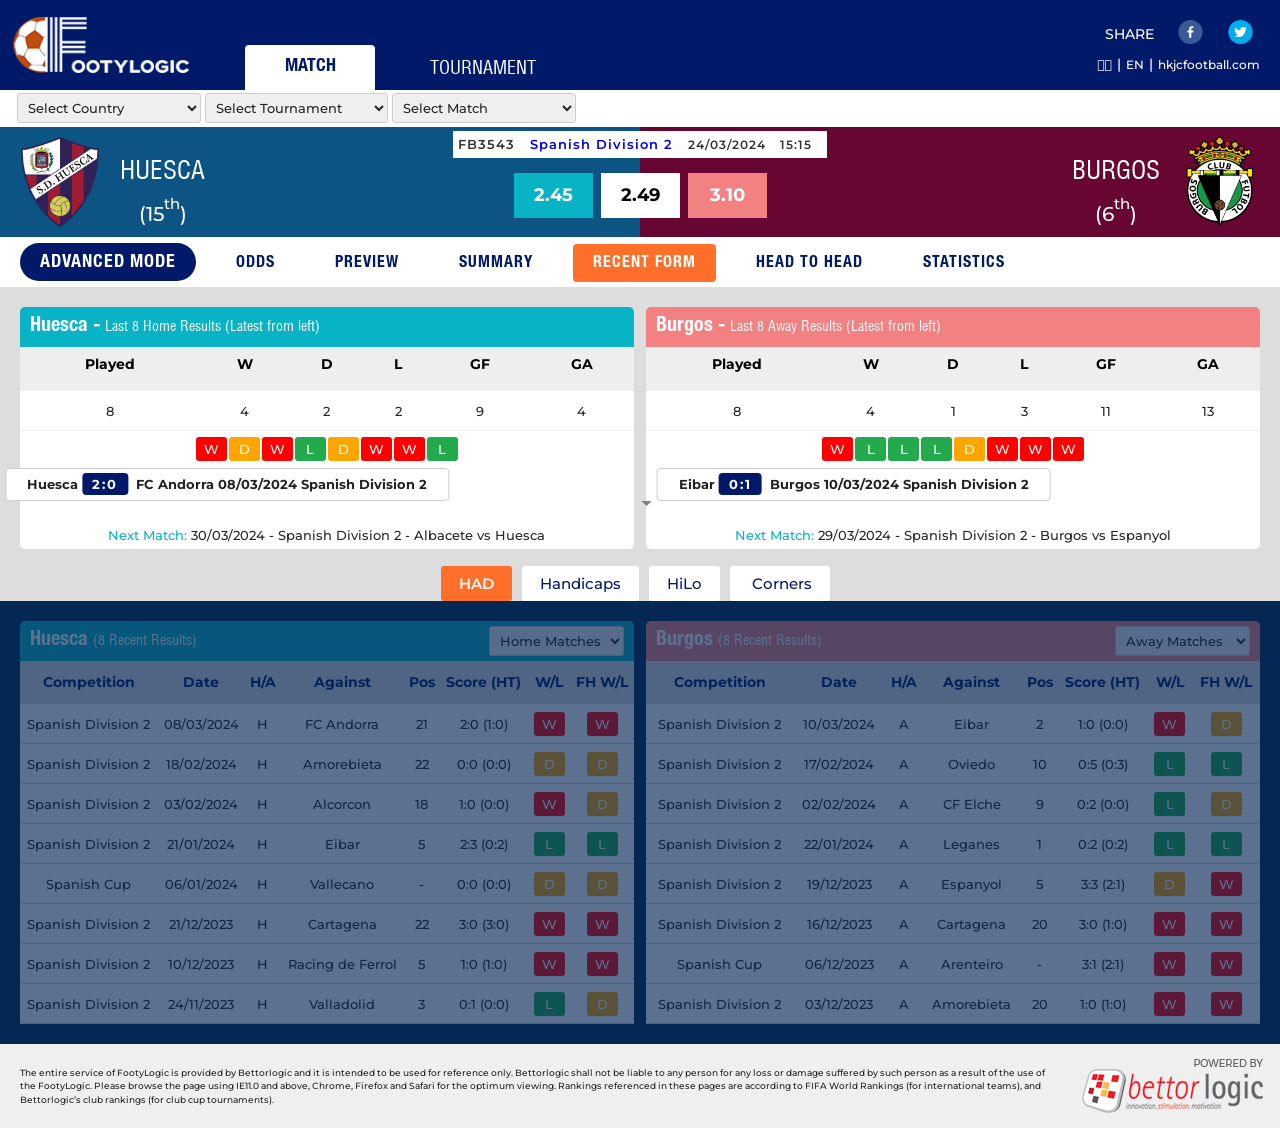 FOOTYLOGIC
MATCH
TOURNAMENT
SHARE
| EN | hkjcfootball.com
Select Country Select Tournament Select Match
FB3543 Spanish Division 2 24/03/2024 15:15
S.D. HUESCA
HUESCA
(15th)
2.45 2.49 3.10
BURGOS
(6th)
BURGOS CLUB FUTBOL
ADVANCED MODE ODDS PREVIEW SUMMARY RECENT FORM HEAD TO HEAD STATISTICS
Huesca - Last 8 Home Results (Latest from left)
Played W D L GF GA
8 4 2 2 9 4
W D W L D W W L
Huesca 2:0 FC Andorra 08/03/2024 Spanish Division 2
Next Match: 30/03/2024 - Spanish Division 2 - Albacete vs Huesca
Burgos - Last 8 Away Results (Latest from left)
Played W D L GF GA
8 4 1 3 11 13
W L L L D W W W
Eibar 0:1 Burgos 10/03/2024 Spanish Division 2
Next Match: 29/03/2024 - Spanish Division 2 - Burgos vs Espanyol
HAD Handicaps HiLo Corners
Huesca (8 Recent Results) Home Matches
Competition Date H/A Against Pos Score (HT) W/L FH W/L
Spanish Division 2 08/03/2024 H FC Andorra 21 2:0 (1:0) W W
Spanish Division 2 18/02/2024 H Amorebieta 22 0:0 (0:0) D D
Spanish Division 2 03/02/2024 H Alcorcon 18 1:0 (0:0) W D
Spanish Division 2 21/01/2024 H Eibar 5 2:3 (0:2) L L
Spanish Cup 06/01/2024 H Vallecano - 0:0 (0:0) D D
Spanish Division 2 21/12/2023 H Cartagena 22 3:0 (3:0) W W
Spanish Division 2 10/12/2023 H Racing de Ferrol 5 1:0 (1:0) W W
Spanish Division 2 24/11/2023 H Valladolid 3 0:1 (0:0) L D
Burgos (8 Recent Results) Away Matches
Competition Date H/A Against Pos Score (HT) W/L FH W/L
Spanish Division 2 10/03/2024 A Eibar 2 1:0 (0:0) W D
Spanish Division 2 17/02/2024 A Oviedo 10 0:5 (0:3) L L
Spanish Division 2 02/02/2024 A CF Elche 9 0:2 (0:0) L D
Spanish Division 2 22/01/2024 A Leganes 1 0:2 (0:2) L L
Spanish Division 2 19/12/2023 A Espanyol 5 3:3 (2:1) D W
Spanish Division 2 16/12/2023 A Cartagena 20 3:0 (1:0) W W
Spanish Cup 06/12/2023 A Arenteiro - 3:1 (2:1) W W
Spanish Division 2 03/12/2023 A Amorebieta 20 1:0 (1:0) W W
The entire service of FootyLogic is provided by Bettorlogic and it is intended to be used for reference only. Bettorlogic shall not be liable to any person for any loss or damage suffered by such person as a result of the use of
the FootyLogic. Please browse the page using IE11.0 and above, Chrome, Firefox and Safari for the optimum viewing. Rankings referenced in these pages are according to FIFA World Rankings (for international teams), and
Bettorlogic's club rankings (for club cup tournaments).
POWERED BY
bettor logic
innovation.stimulation.motivation